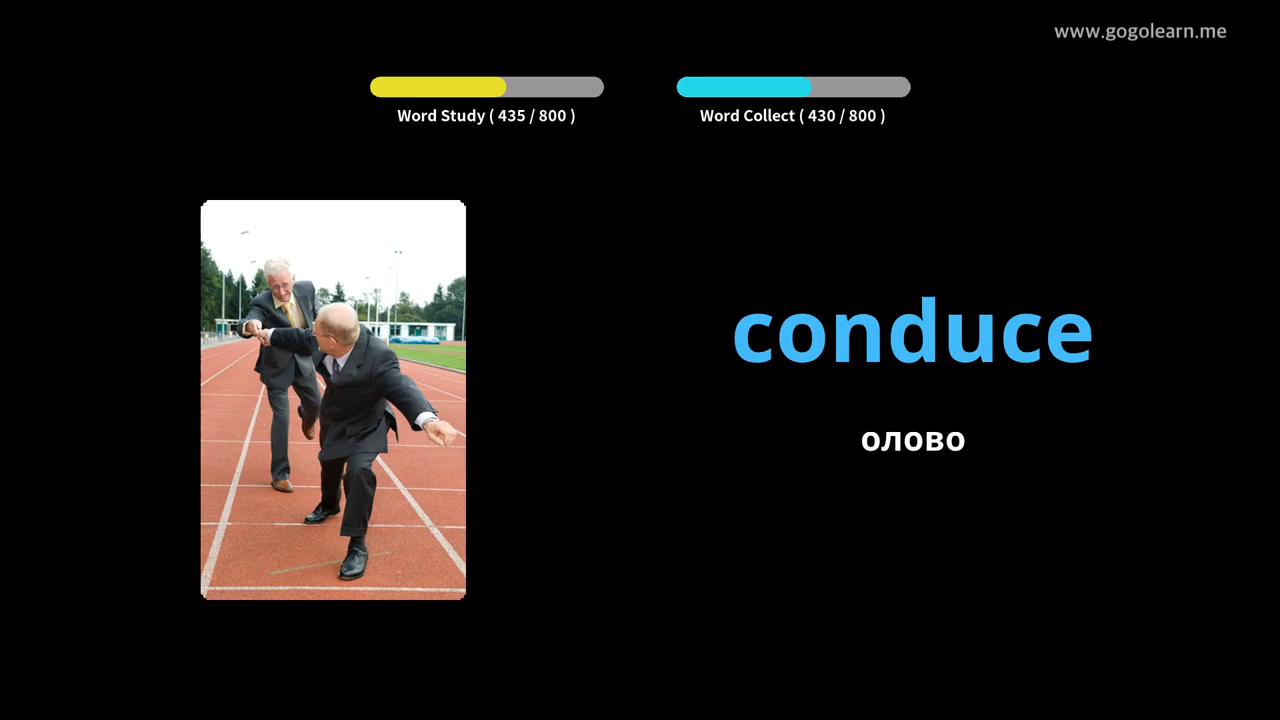 www.gogolearn.me
Word Study ( 435 / 800 )
Word Collect ( 430 / 800 )
conduce
олово